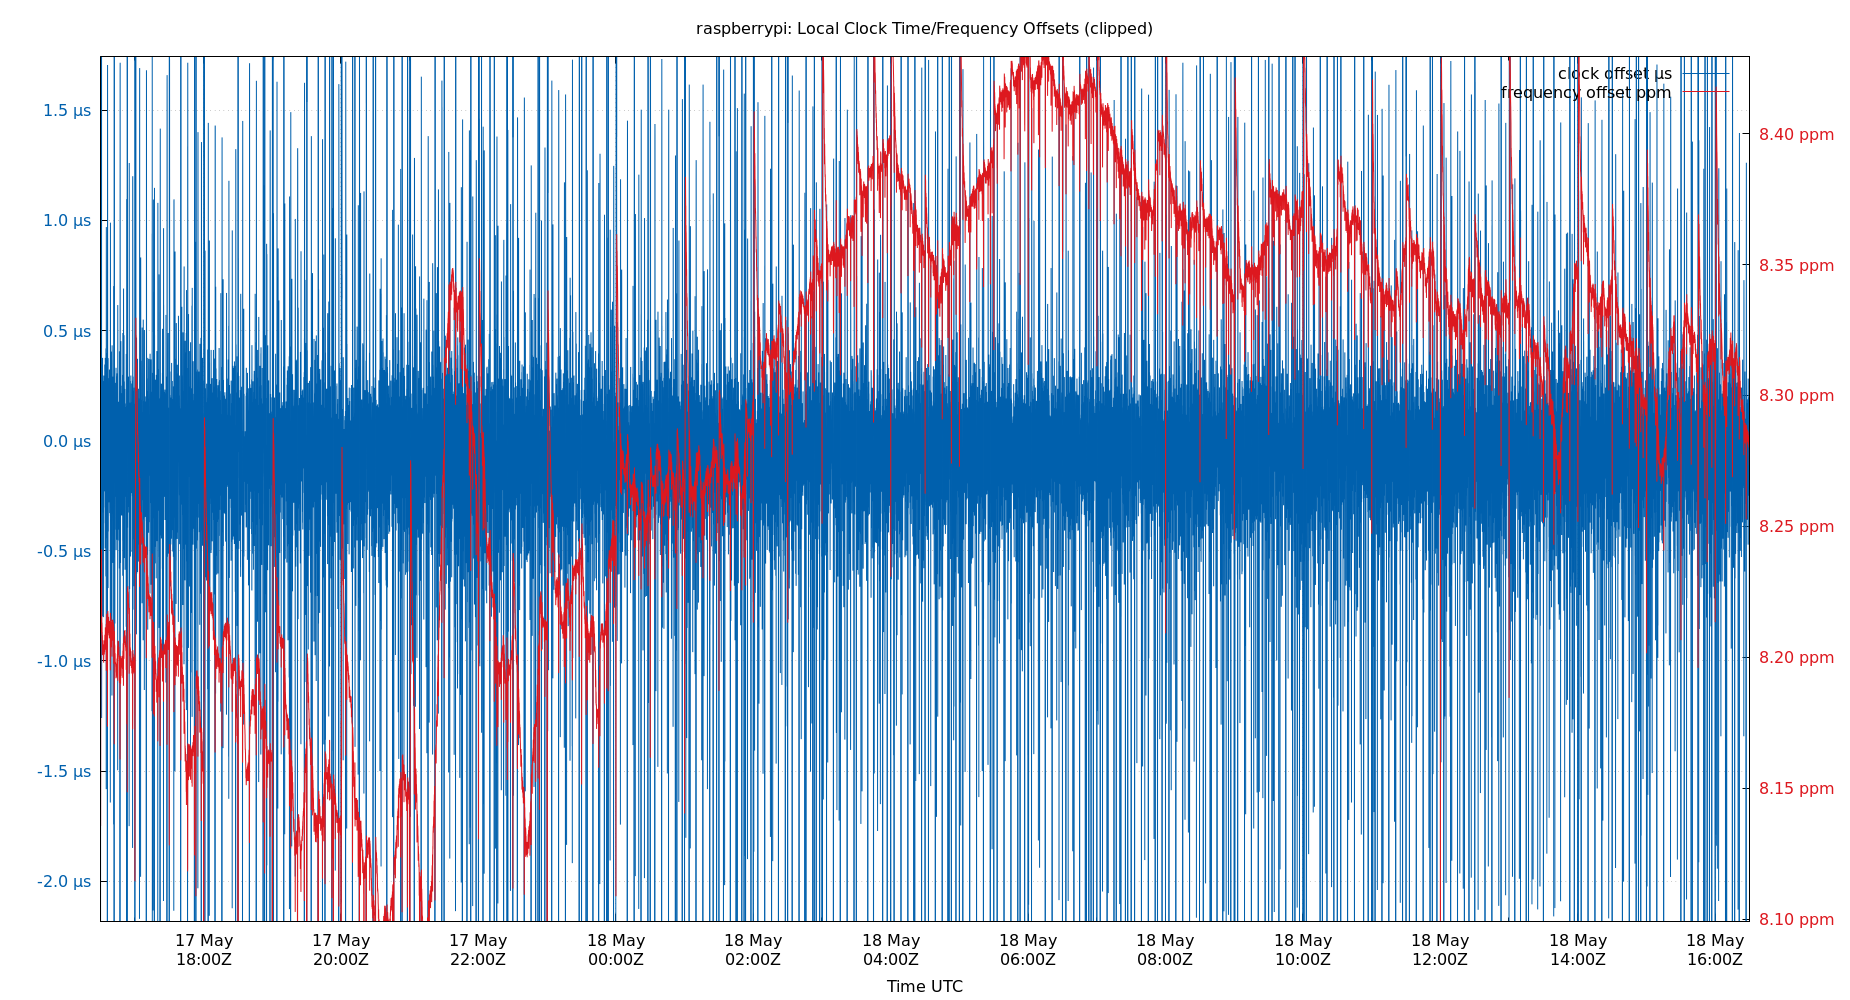 raspberrypi: Local Clock Time/Frequency Offsets (clipped)
clock offset µs
frequency offset ppm
1.5 µs
1.0 µs
0.5 µs
0.0 µs
-0.5 µs
-1.0 µs
-1.5 µs
-2.0 µs
8.40 ppm
8.35 ppm
8.30 ppm
8.25 ppm
8.20 ppm
8.15 ppm
8.10 ppm
17 May
18:00Z
17 May
20:00Z
17 May
22:00Z
18 May
00:00Z
18 May
02:00Z
18 May
04:00Z
18 May
06:00Z
18 May
08:00Z
18 May
10:00Z
18 May
12:00Z
18 May
14:00Z
18 May
16:00Z
Time UTC